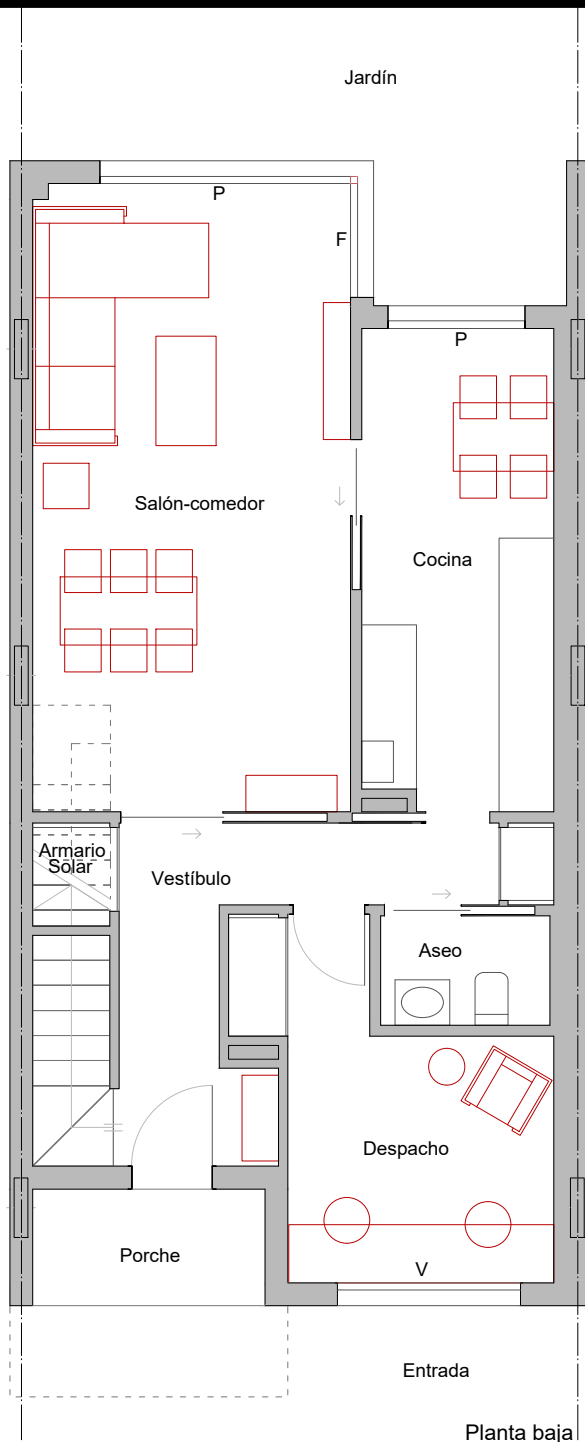 Jardín
P
F
P
Salón-comedor
Cocina
Armario
Solar
Vestíbulo
Aseo
Despacho
Porche
V
Entrada
Planta baja